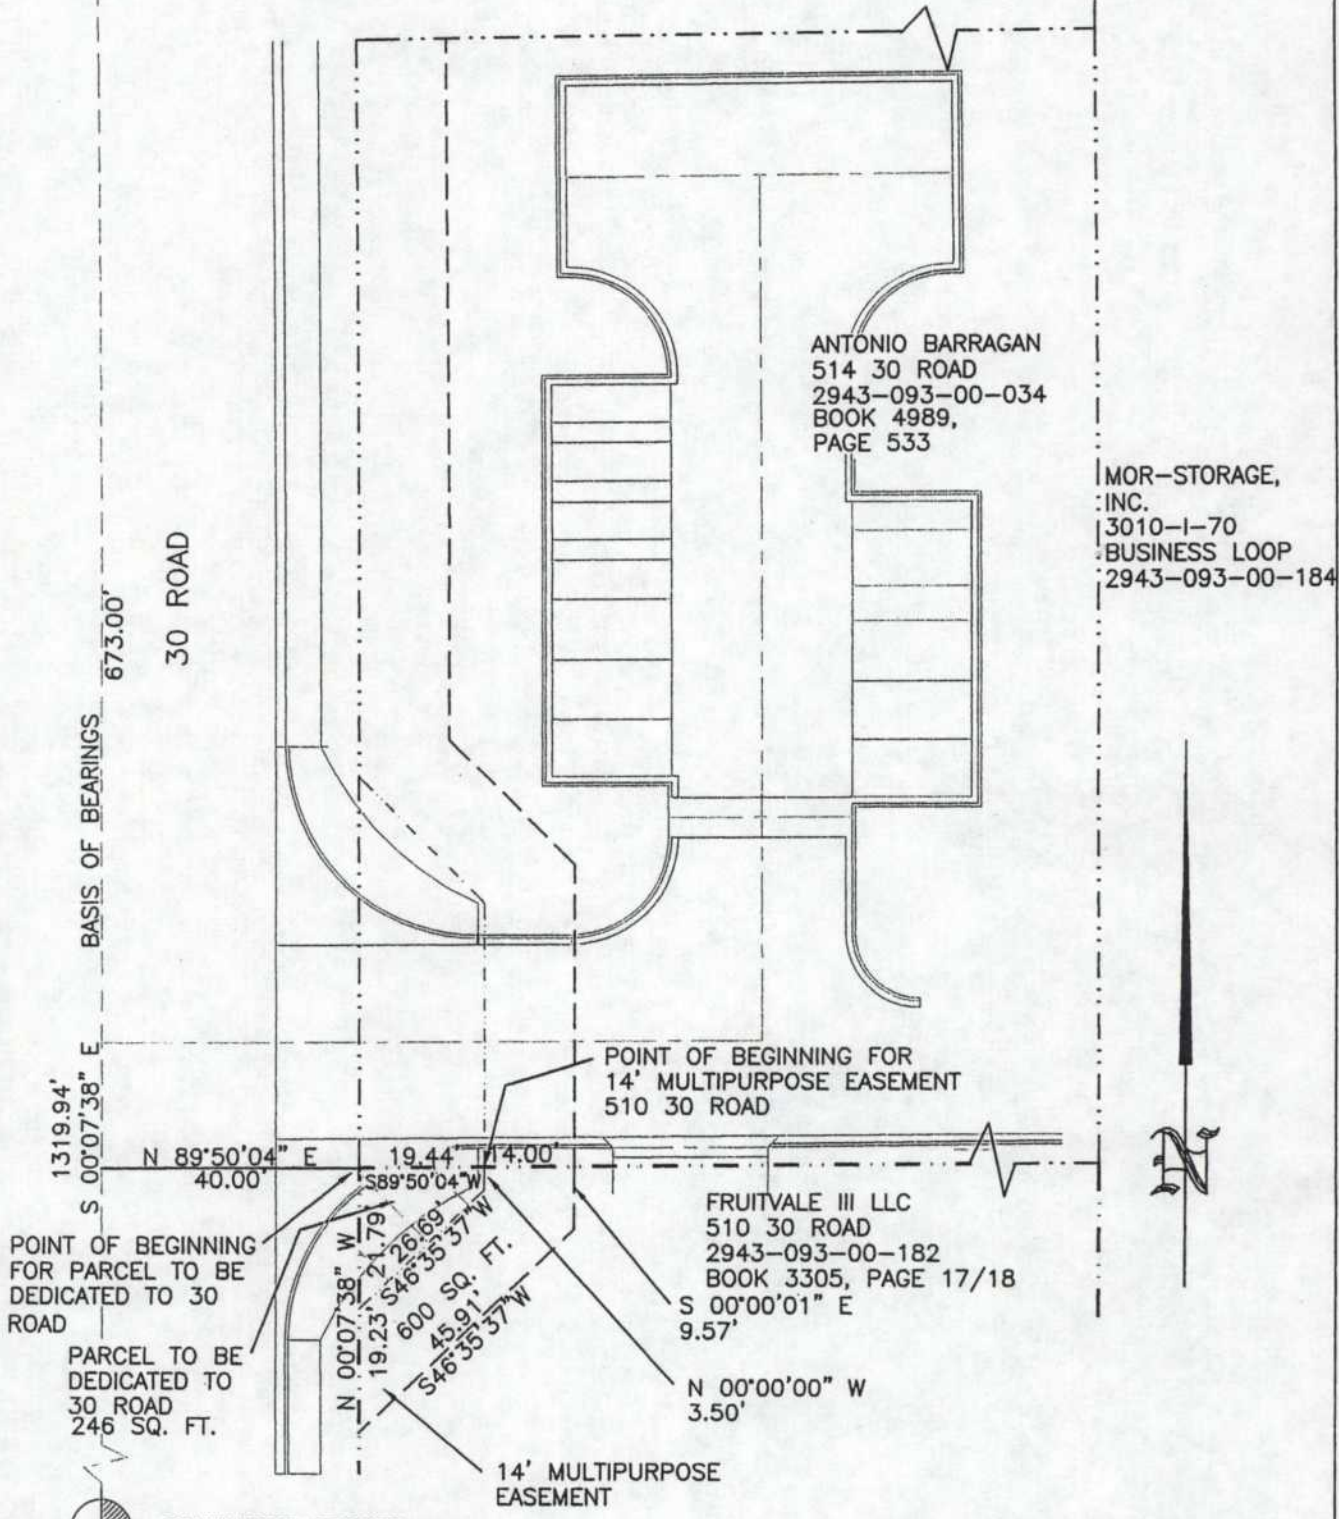 ANTONIO BARRAGAN
514 30 ROAD
2943-093-00-034
BOOK 4989,
PAGE 533
MOR-STORAGE,
INC.
3010-I-70
BUSINESS LOOP
2943-093-00-184
30 ROAD
673.00'
BASIS OF BEARINGS
1319.94'
S 00°07'38" E
POINT OF BEGINNING FOR
14' MULTIPURPOSE EASEMENT
510 30 ROAD
N 89°50'04" E
40.00'
19.44'
14.00'
S89°50'04"W
N
POINT OF BEGINNING
FOR PARCEL TO BE
DEDICATED TO 30
ROAD
FRUITVALE III LLC
510 30 ROAD
2943-093-00-182
BOOK 3305, PAGE 17/18
S 00°00'01" E
9.57'
N 00°07'38" W
19.23'
21.79'
26.69'
S46°35'37"W
600 SQ. FT.
45.91'
S46°35'37"W
PARCEL TO BE
DEDICATED TO
30 ROAD
246 SQ. FT.
N 00°00'00" W
3.50'
14' MULTIPURPOSE
EASEMENT